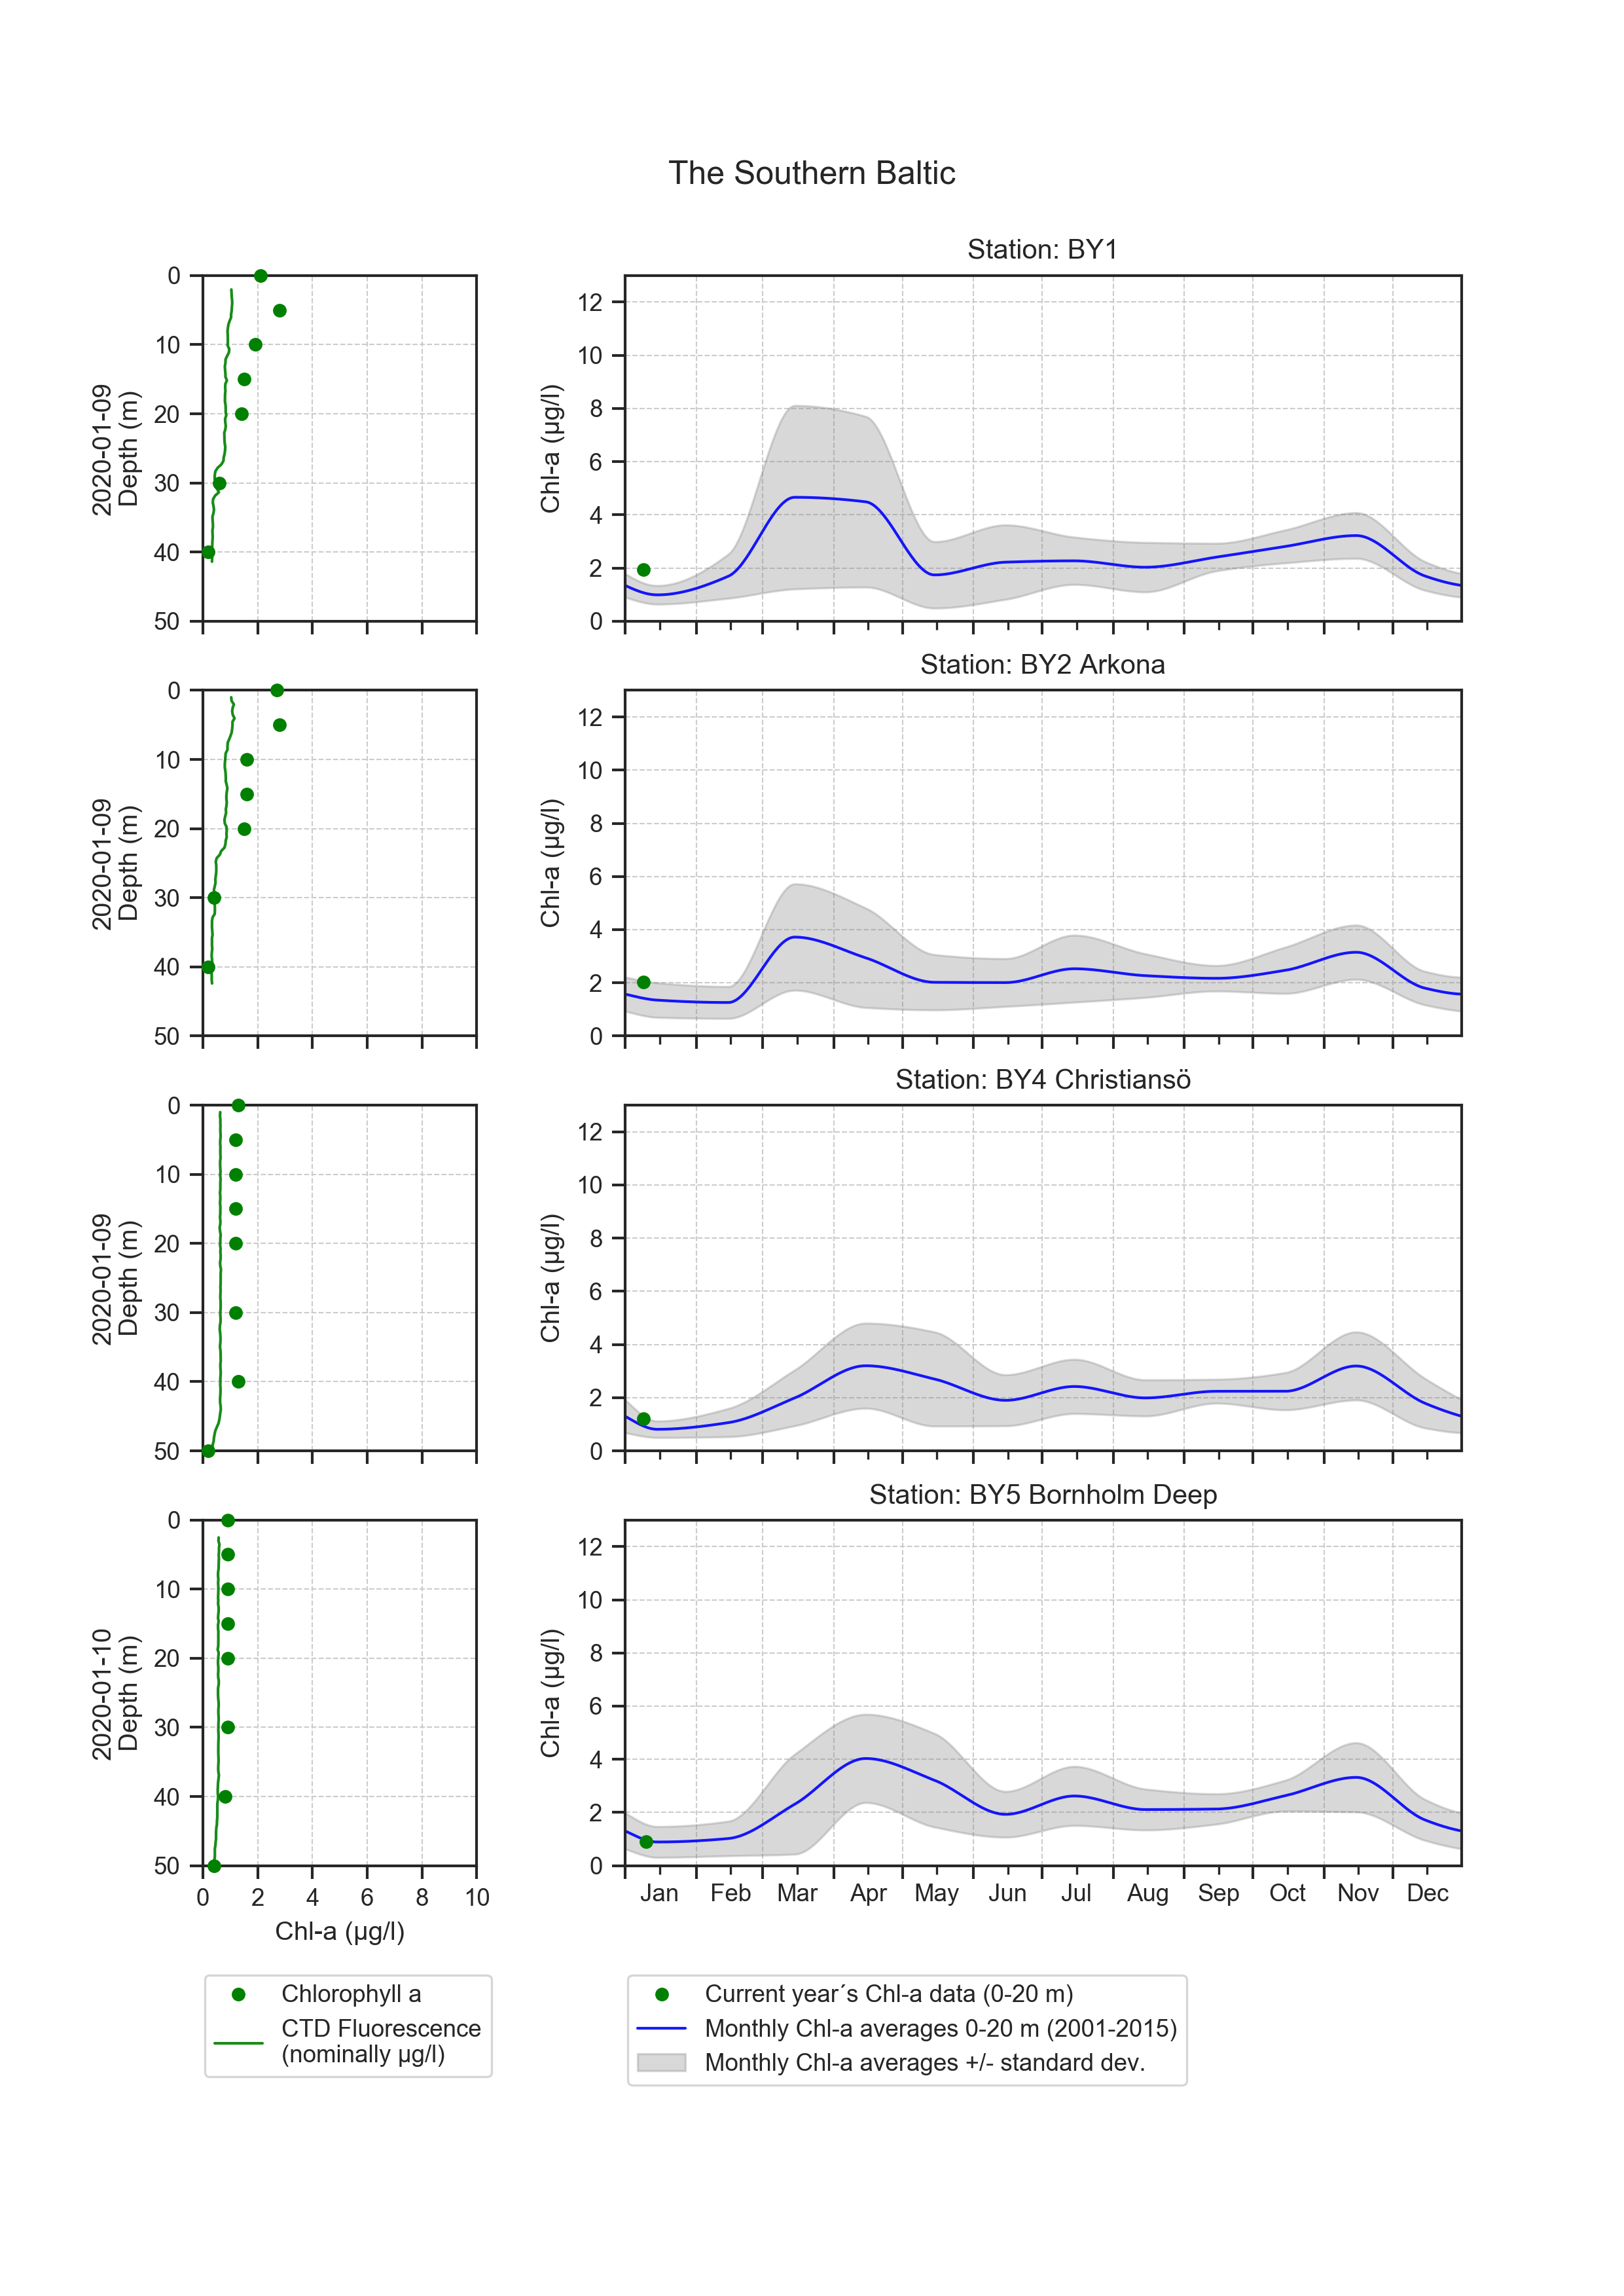 The Southern Baltic
Station: BY1
0
10
20
30
40
50
2020-01-09
Depth (m)
12
10
8
6
4
2
0
Chl-a (µg/l)
Station: BY2 Arkona
0
10
20
30
40
50
2020-01-09
Depth (m)
12
10
8
6
4
2
0
Chl-a (µg/l)
Station: BY4 Christiansö
0
10
20
30
40
50
2020-01-09
Depth (m)
12
10
8
6
4
2
0
Chl-a (µg/l)
Station: BY5 Bornholm Deep
0
10
20
30
40
50
2020-01-10
Depth (m)
0 2 4 6 8 10
Chl-a (µg/l)
12
10
8
6
4
2
0
Chl-a (µg/l)
Jan Feb Mar Apr May Jun Jul Aug Sep Oct Nov Dec
Chlorophyll a
CTD Fluorescence
(nominally µg/l)
Current year´s Chl-a data (0-20 m)
Monthly Chl-a averages 0-20 m (2001-2015)
Monthly Chl-a averages +/- standard dev.